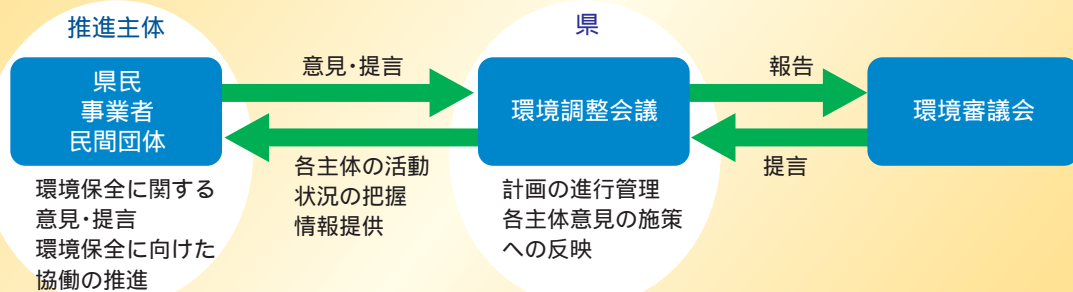 推進主体
県民
事業者
民間団体
環境保全に関する
意見・提言
環境保全に向けた
協働の推進
意見・提言
各主体の活動
状況の把握
情報提供
県
環境調整会議
計画の進行管理
各主体意見の施策
への反映
報告
提言
環境審議会